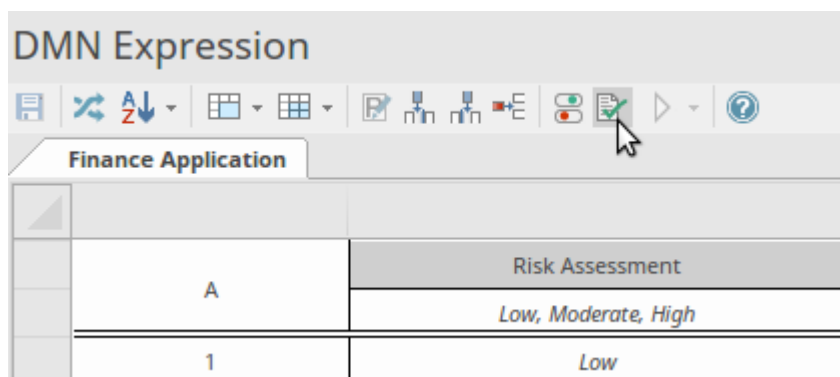 DMN Expression
A
Z
Finance Application
A
Risk Assessment
Low, Moderate, High
1
Low